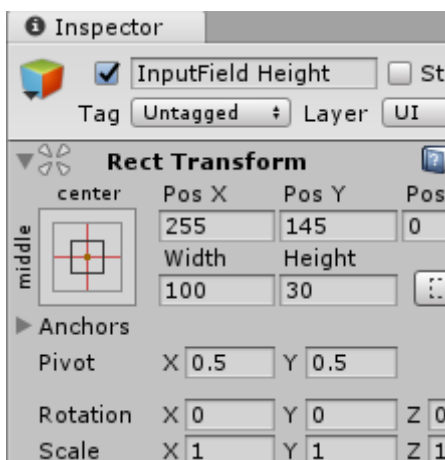 Inspector
InputField Height St
Tag Untagged Layer UI
Rect Transform
center Pos X Pos Y Pos
middle 255 145 0
Width Height
100 30
Anchors
Pivot X 0.5 Y 0.5
Rotation X 0 Y 0 Z 0
Scale X 1 Y 1 Z 1